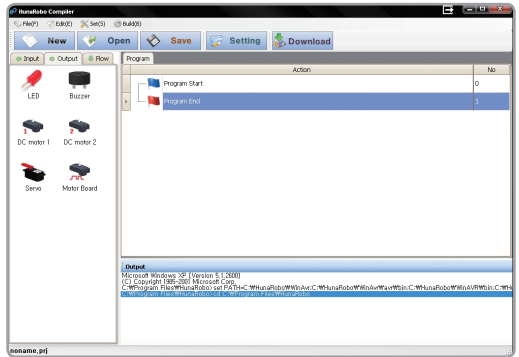 HunaRobo Compiler
File(F) Edit(E) Set(S) Build(B)
New Open Save Setting Download
Input Output Flow
Program
Action No
Program Start 0
Program End 1
LED Buzzer
DC motor 1 DC motor 2
Servo Motor Board
Output
Microsoft Windows XP [Version 5.1.2600]
(C) Copyright 1985-2001 Microsoft Corp.
C:₩Program Files₩HunaRobo>set PATH=C:₩HunaRobo₩WinAvr;C:₩HunaRobo₩WinAvr₩avr₩bin;C:₩HunaRobo₩WinAVR₩bin;C:₩Hu
C:₩Program Files₩HunaRobo>cd C:₩Program Files₩HunaRobo
noname.prj